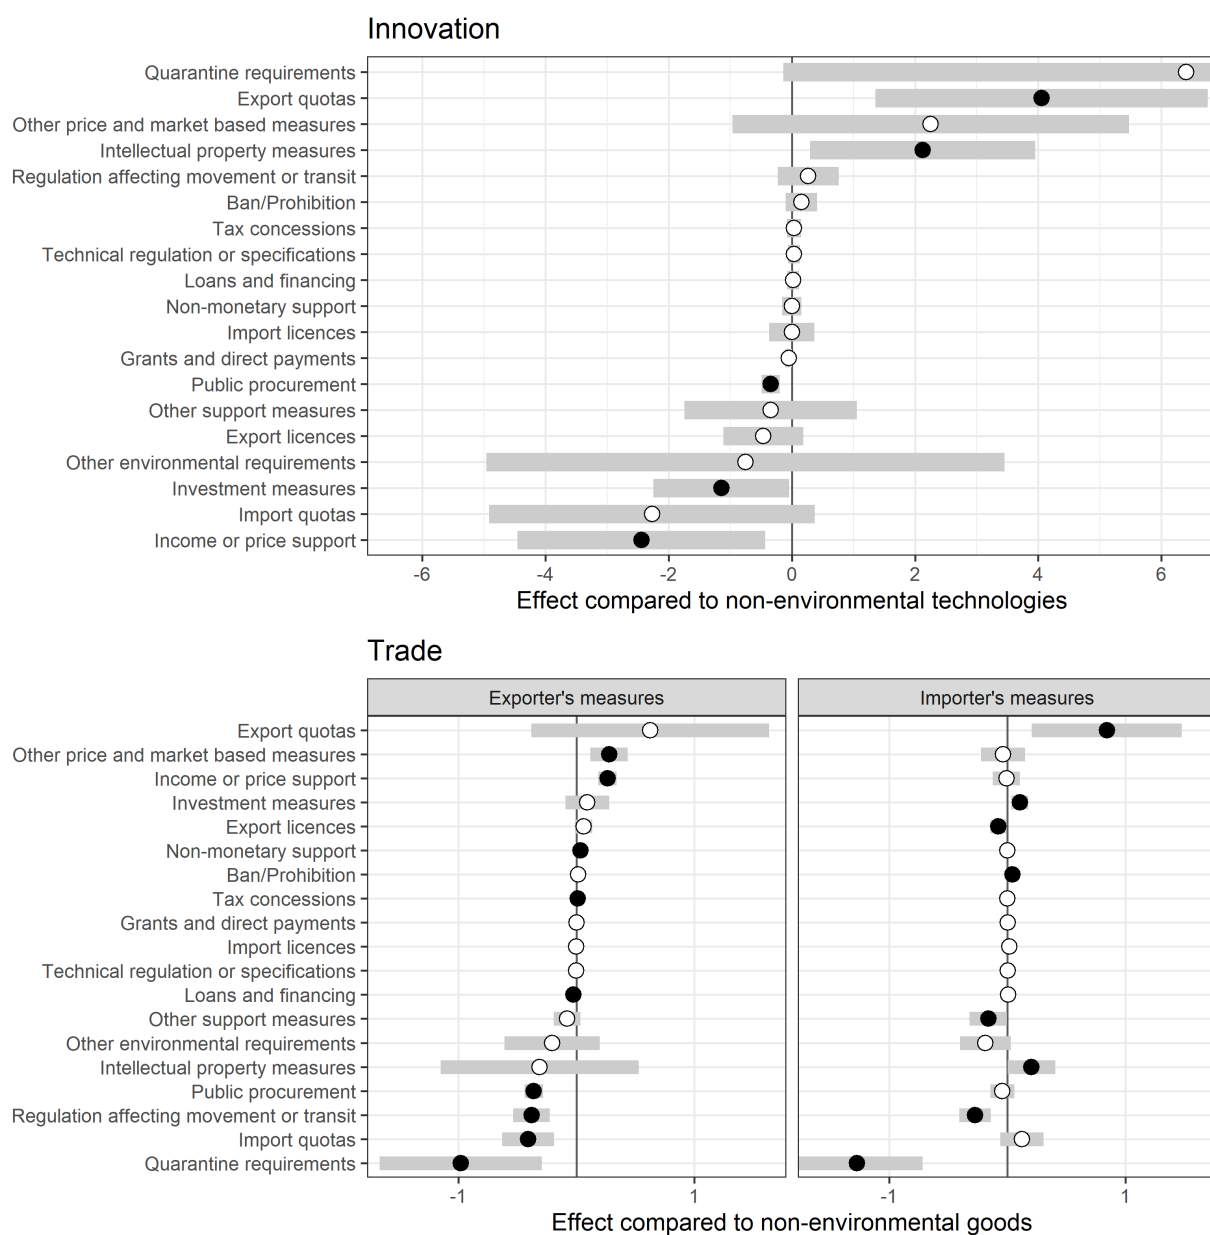 Innovation
Quarantine requirements
Export quotas
Other price and market based measures
Intellectual property measures
Regulation affecting movement or transit
Ban/Prohibition
Tax concessions
Technical regulation or specifications
Loans and financing
Non-monetary support
Import licences
Grants and direct payments
Public procurement
Other support measures
Export licences
Other environmental requirements
Investment measures
Import quotas
Income or price support
-6 -4 -2 0 2 4 6
Effect compared to non-environmental technologies
Trade
Exporter's measures Importer's measures
Export quotas
Other price and market based measures
Income or price support
Investment measures
Export licences
Non-monetary support
Ban/Prohibition
Tax concessions
Grants and direct payments
Import licences
Technical regulation or specifications
Loans and financing
Other support measures
Other environmental requirements
Intellectual property measures
Public procurement
Regulation affecting movement or transit
Import quotas
Quarantine requirements
-1 1 -1 1
Effect compared to non-environmental goods